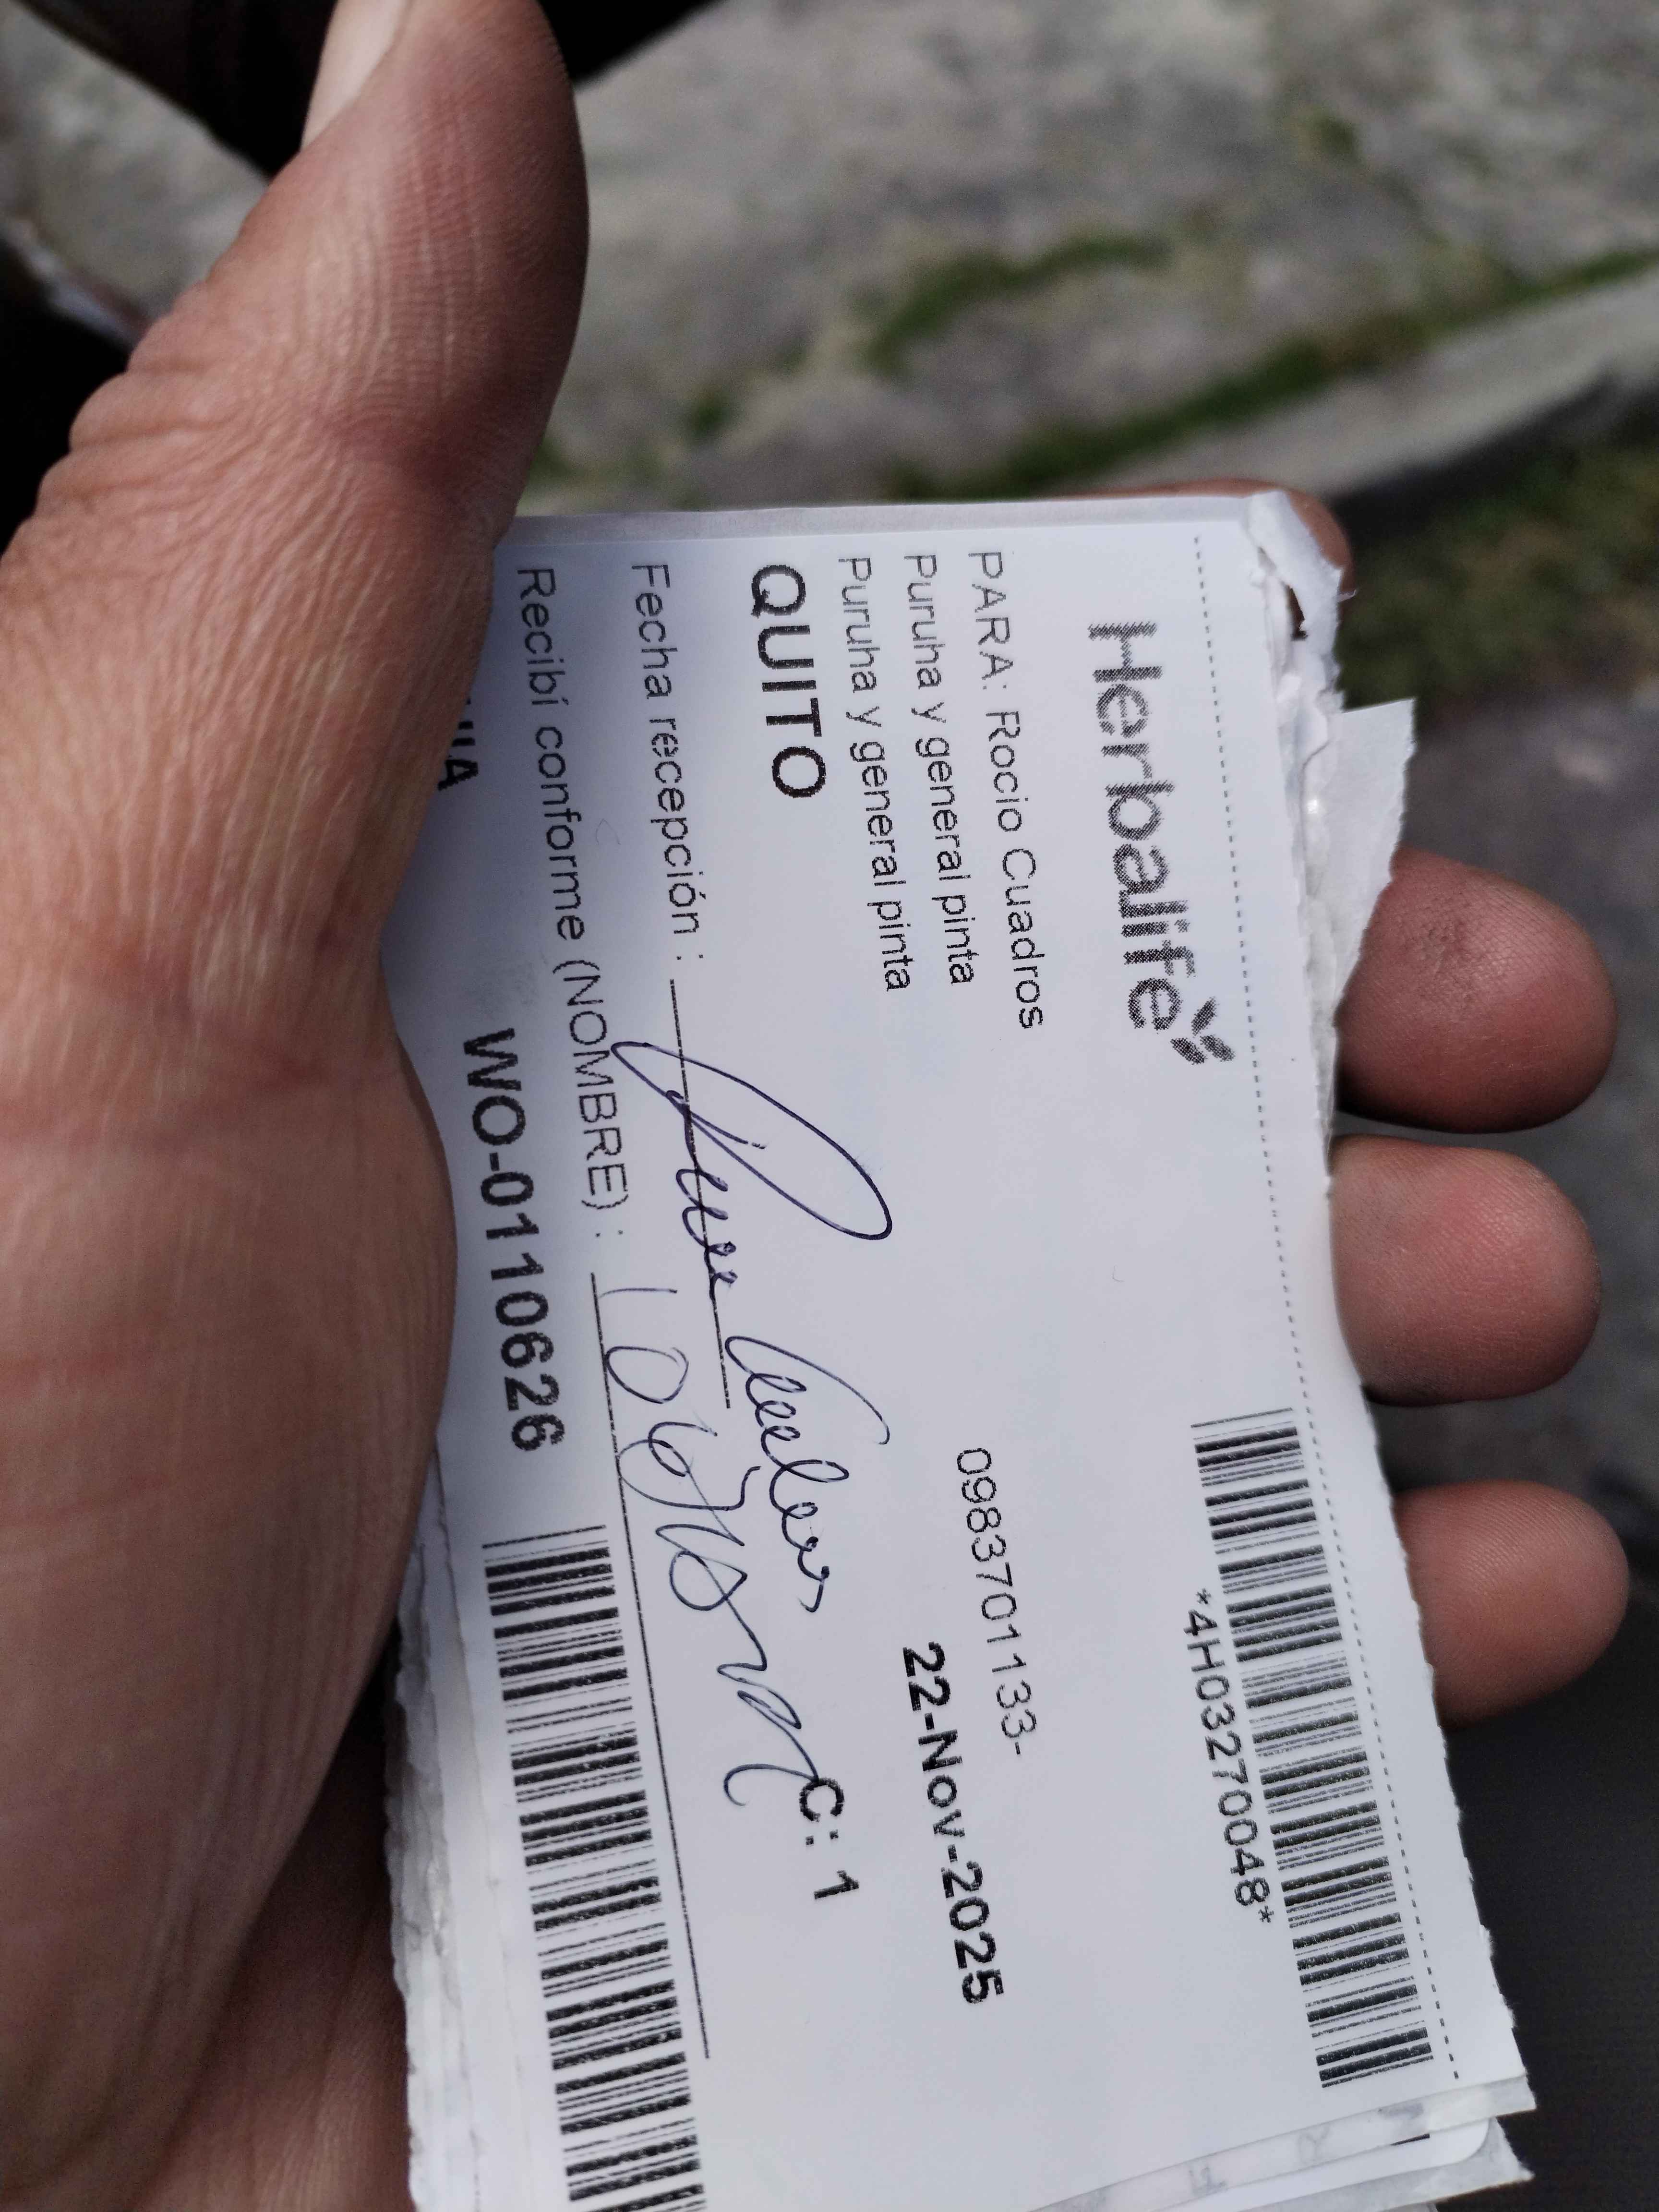 Herbalife
*4H03270048*
PARA: Rocio Cuadros
0983701133-
Puruha y general pinta
22-Nov-2025
Puruha y general pinta
QUITO
C: 1
Fecha recepción :
Recibí conforme (NOMBRE) :
WO-0110626